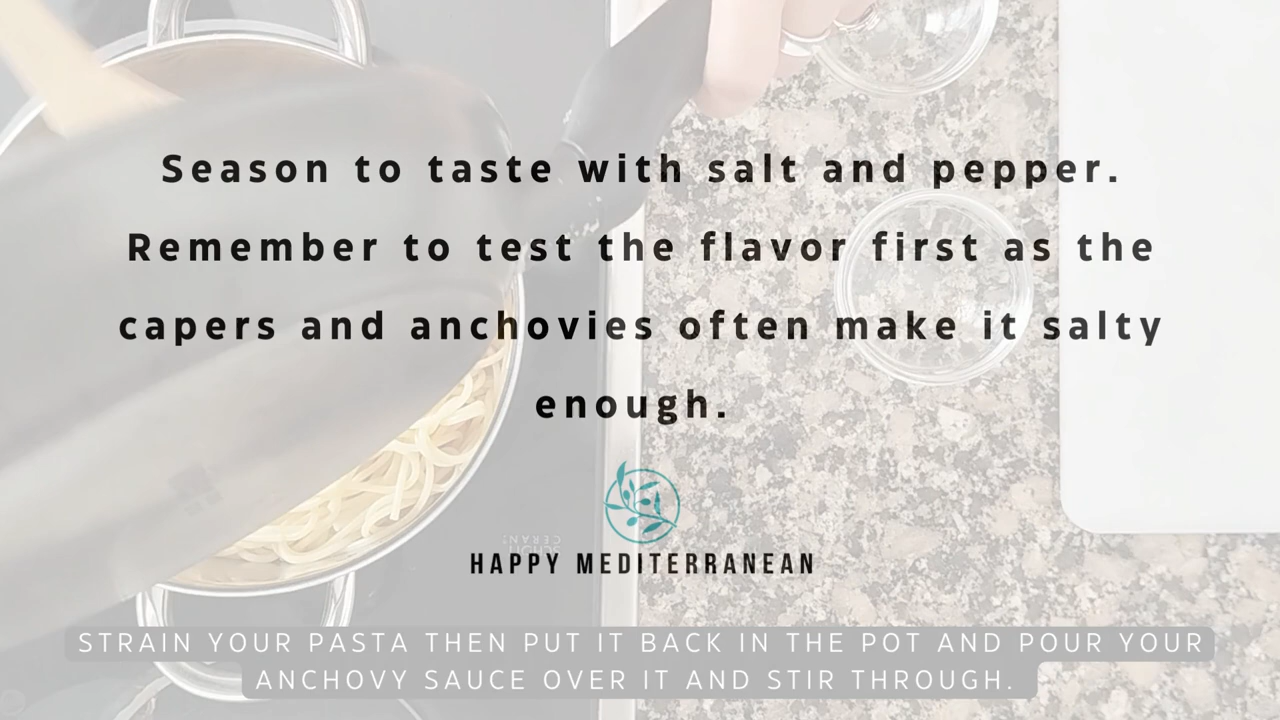 Season to taste with salt and pepper.
Remember to test the flavor first as the
capers and anchovies often make it salty
enough.
SCHOTT
CERAN
HAPPY MEDITERRANEAN
STRAIN YOUR PASTA THEN PUT IT BACK IN THE POT AND POUR YOUR
ANCHOVY SAUCE OVER IT AND STIR THROUGH.